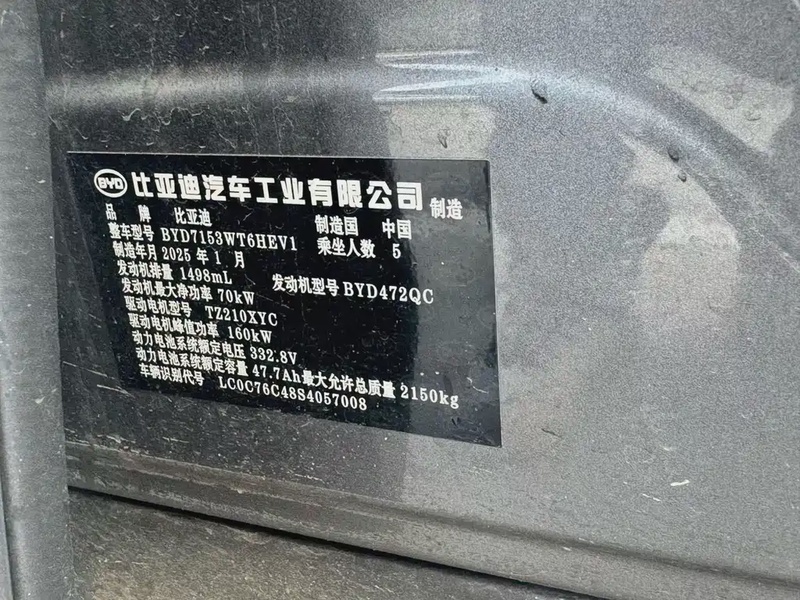 BYD 比亚迪汽车工业有限公司 制造
品 牌 比亚迪 制造国 中国
整车型号 BYD7153WT6HEV1 乘坐人数 5
制造年月 2025 年 1 月
发动机排量 1498mL 发动机型号 BYD472QC
发动机最大净功率 70kW
驱动电机型号 TZ210XYC
驱动电机峰值功率 160kW
动力电池系统额定电压 332.8V
动力电池系统额定容量 47.7Ah 最大允许总质量 2150kg
车辆识别代号 LC0C76C48S4057008